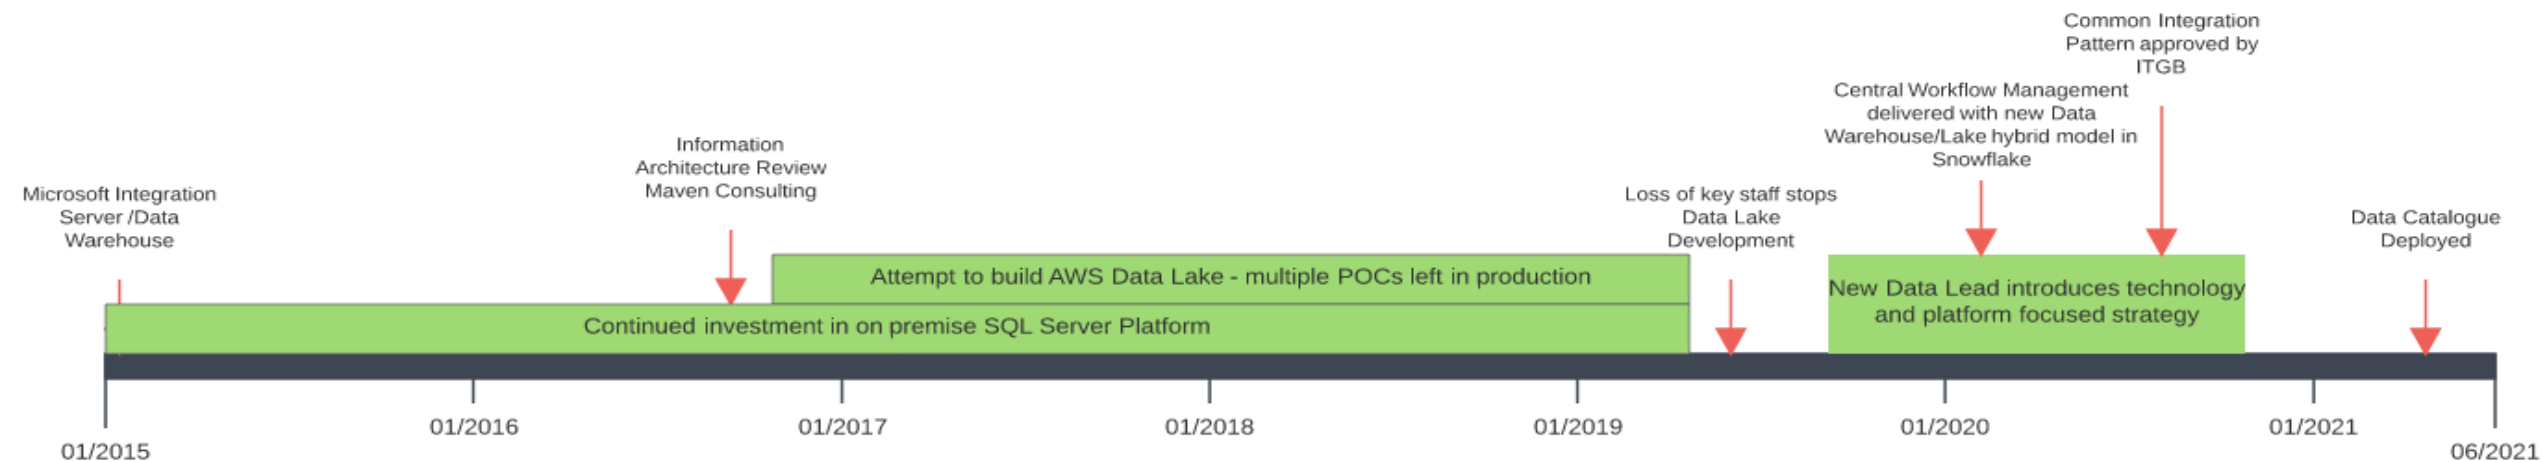 Microsoft Integration
Server /Data
Warehouse
Information
Architecture Review
Maven Consulting
Attempt to build AWS Data Lake - multiple POCs left in production
Continued investment in on premise SQL Server Platform
Loss of key staff stops
Data Lake
Development
Central Workflow Management
delivered with new Data
Warehouse/Lake hybrid model in
Snowflake
Common Integration
Pattern approved by
ITGB
New Data Lead introduces technology
and platform focused strategy
Data Catalogue
Deployed
01/2015
01/2016
01/2017
01/2018
01/2019
01/2020
01/2021
06/2021